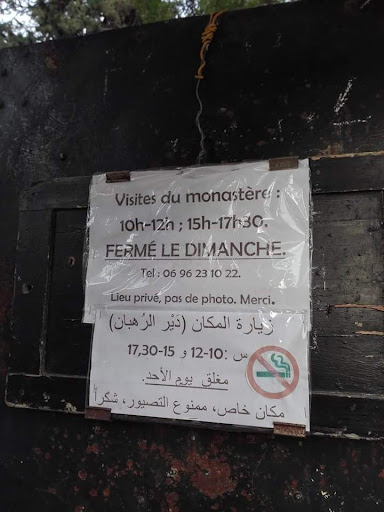 Visites du monastère :
10h-12h ; 15h-17h30.
FERMÉ LE DIMANCHE.
Tel : 06 96 23 10 22.
Lieu privé, pas de photo. Merci.
زيارة المكان (دَيْر الرُهبان)
س :10-12 و 15-17,30
مغلق يوم الأحد.
مكان خاص، ممنوع التصيور، شكراً